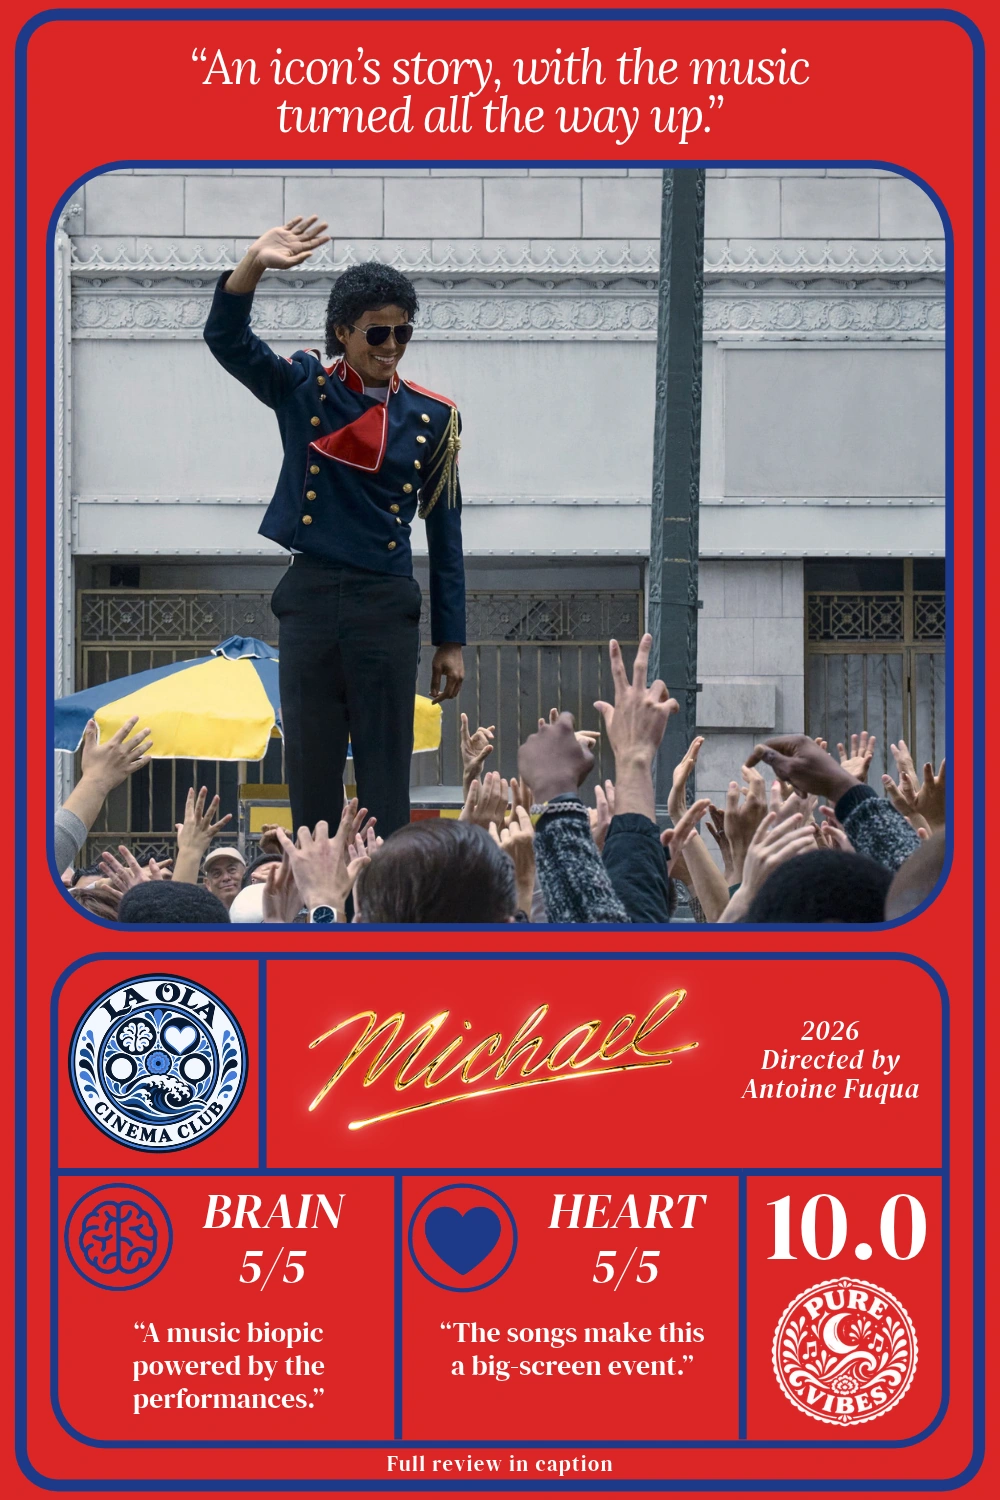 “An icon’s story, with the music
turned all the way up.”
LA OLA
CINEMA CLUB
Michael
2026
Directed by
Antoine Fuqua
BRAIN
5/5
“A music biopic
powered by the
performances.”
HEART
5/5
“The songs make this
a big-screen event.”
10.0
PURE
VIBES
Full review in caption